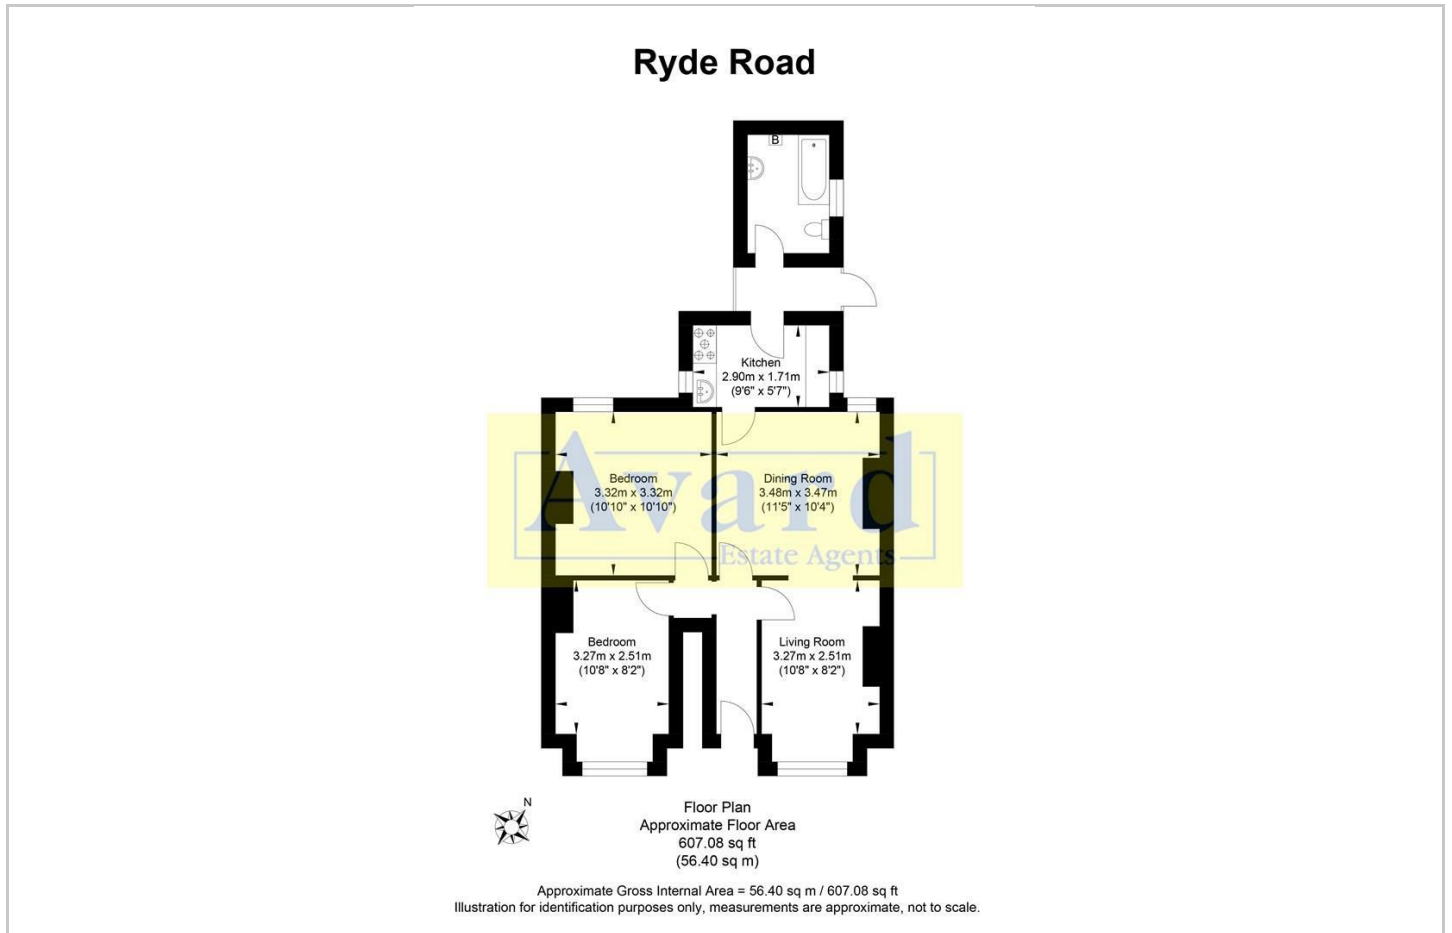 Ryde Road
B
Kitchen
2.90m x 1.71m
(9'6" x 5'7")
Avard
Estate Agents
Bedroom
3.32m x 3.32m
(10'10" x 10'10")
Dining Room
3.48m x 3.47m
(11'5" x 10'4")
Bedroom
3.27m x 2.51m
(10'8" x 8'2")
Living Room
3.27m x 2.51m
(10'8" x 8'2")
N
Floor Plan
Approximate Floor Area
607.08 sq ft
(56.40 sq m)
Approximate Gross Internal Area = 56.40 sq m / 607.08 sq ft
Illustration for identification purposes only, measurements are approximate, not to scale.